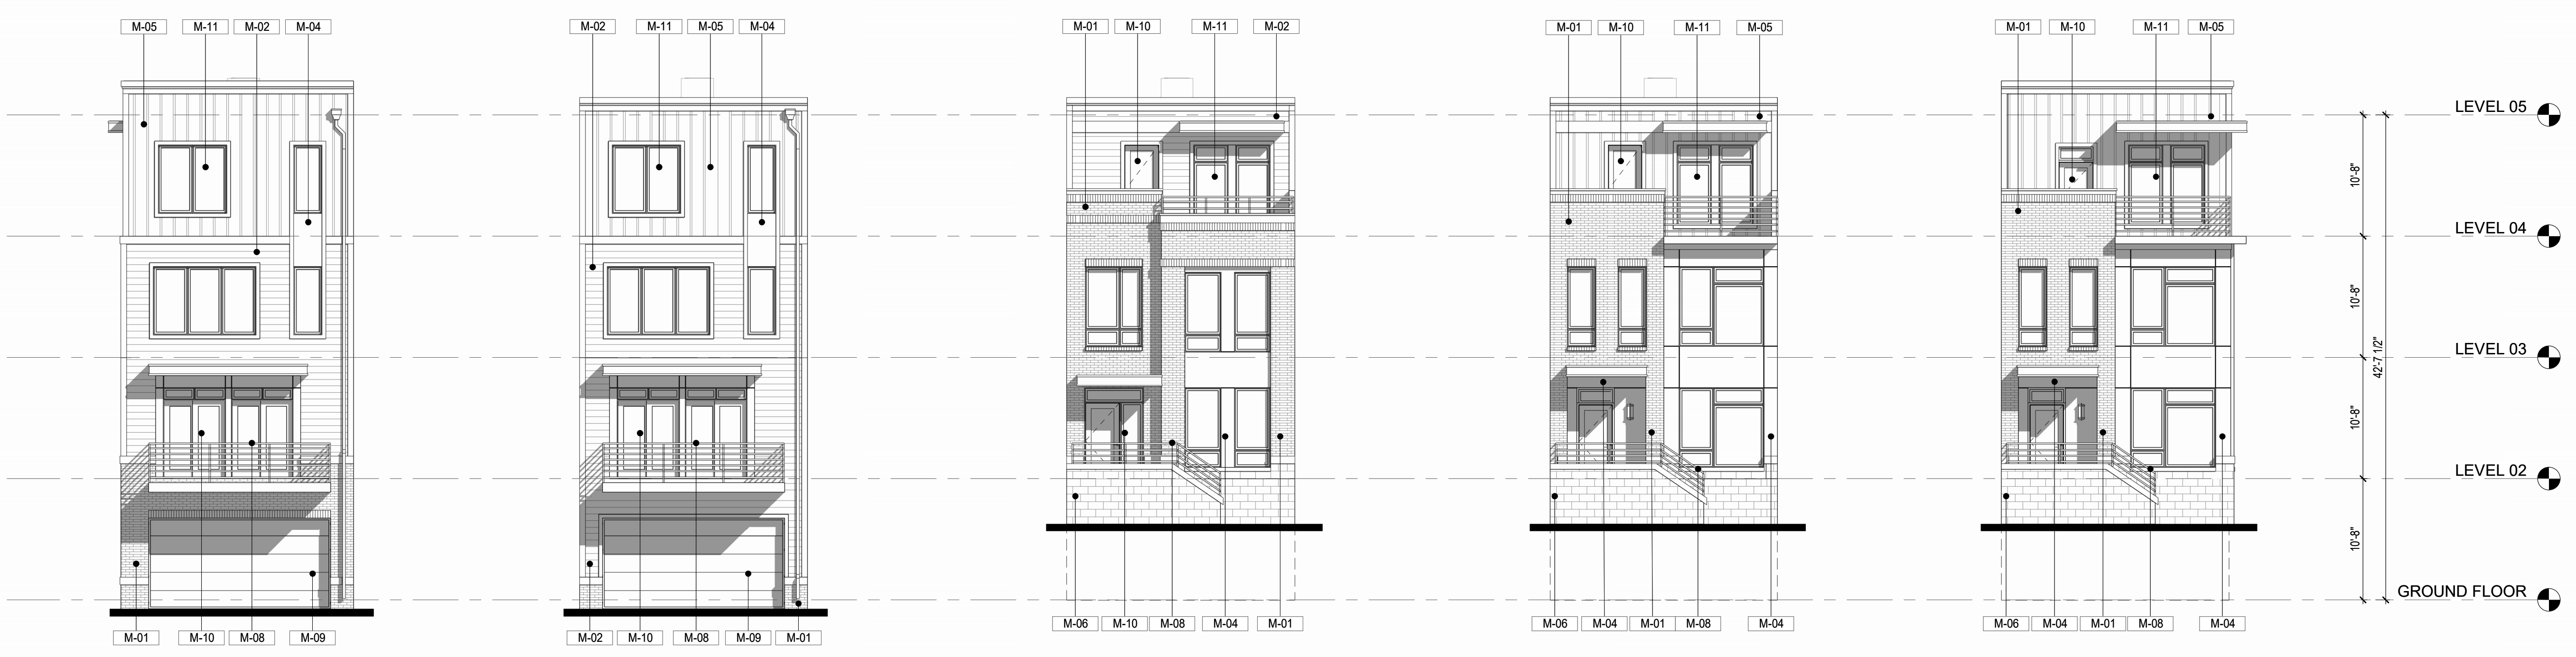 M-05 M-11 M-02 M-04
M-02 M-11 M-05 M-04
M-01 M-10 M-11 M-02
M-01 M-10 M-11 M-05
M-01 M-10 M-11 M-05
LEVEL 05
10'-8"
LEVEL 04
10'-8"
LEVEL 03
42'-7 1/2"
10'-8"
LEVEL 02
10'-8"
GROUND FLOOR
M-01 M-10 M-08 M-09
M-02 M-10 M-08 M-09 M-01
M-06 M-10 M-08 M-04 M-01
M-06 M-04 M-01 M-08 M-04
M-06 M-04 M-01 M-08 M-04